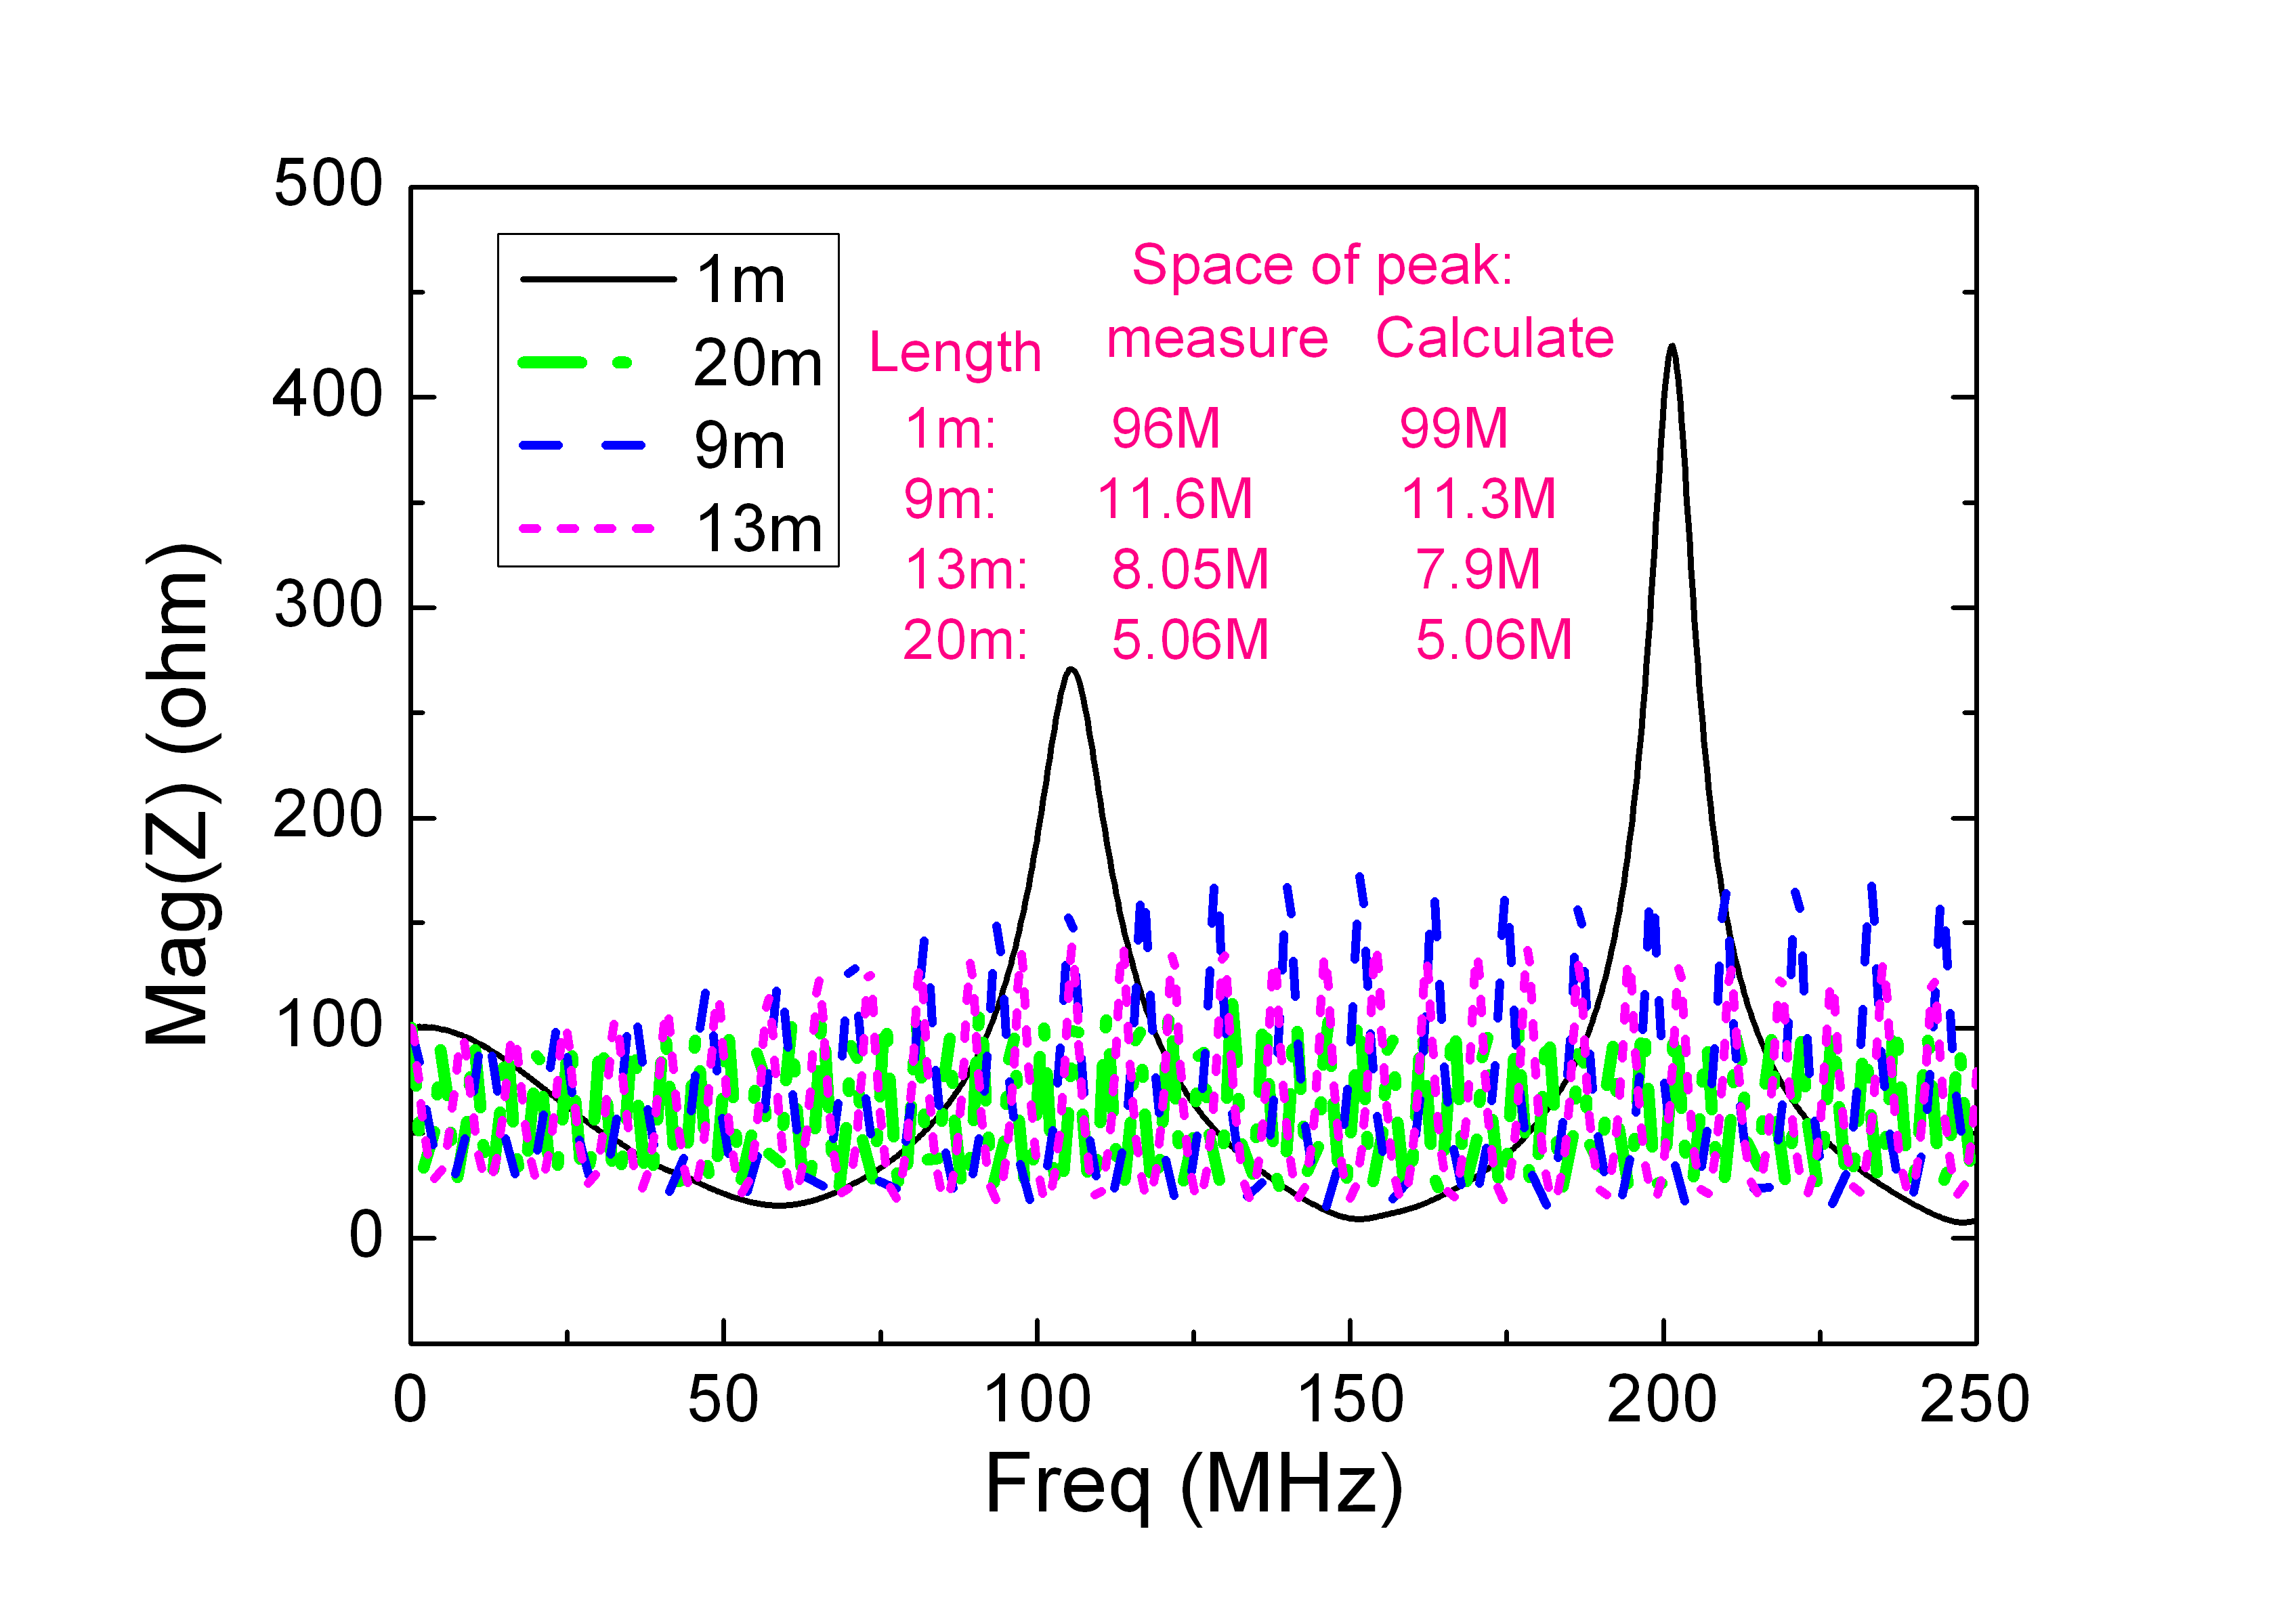 500
400
300
200
100
0
Mag(Z) (ohm)
1m
20m
9m
13m
Space of peak:
Length measure Calculate
1m: 96M 99M
9m: 11.6M 11.3M
13m: 8.05M 7.9M
20m: 5.06M 5.06M
0 50 100 150 200 250
Freq (MHz)